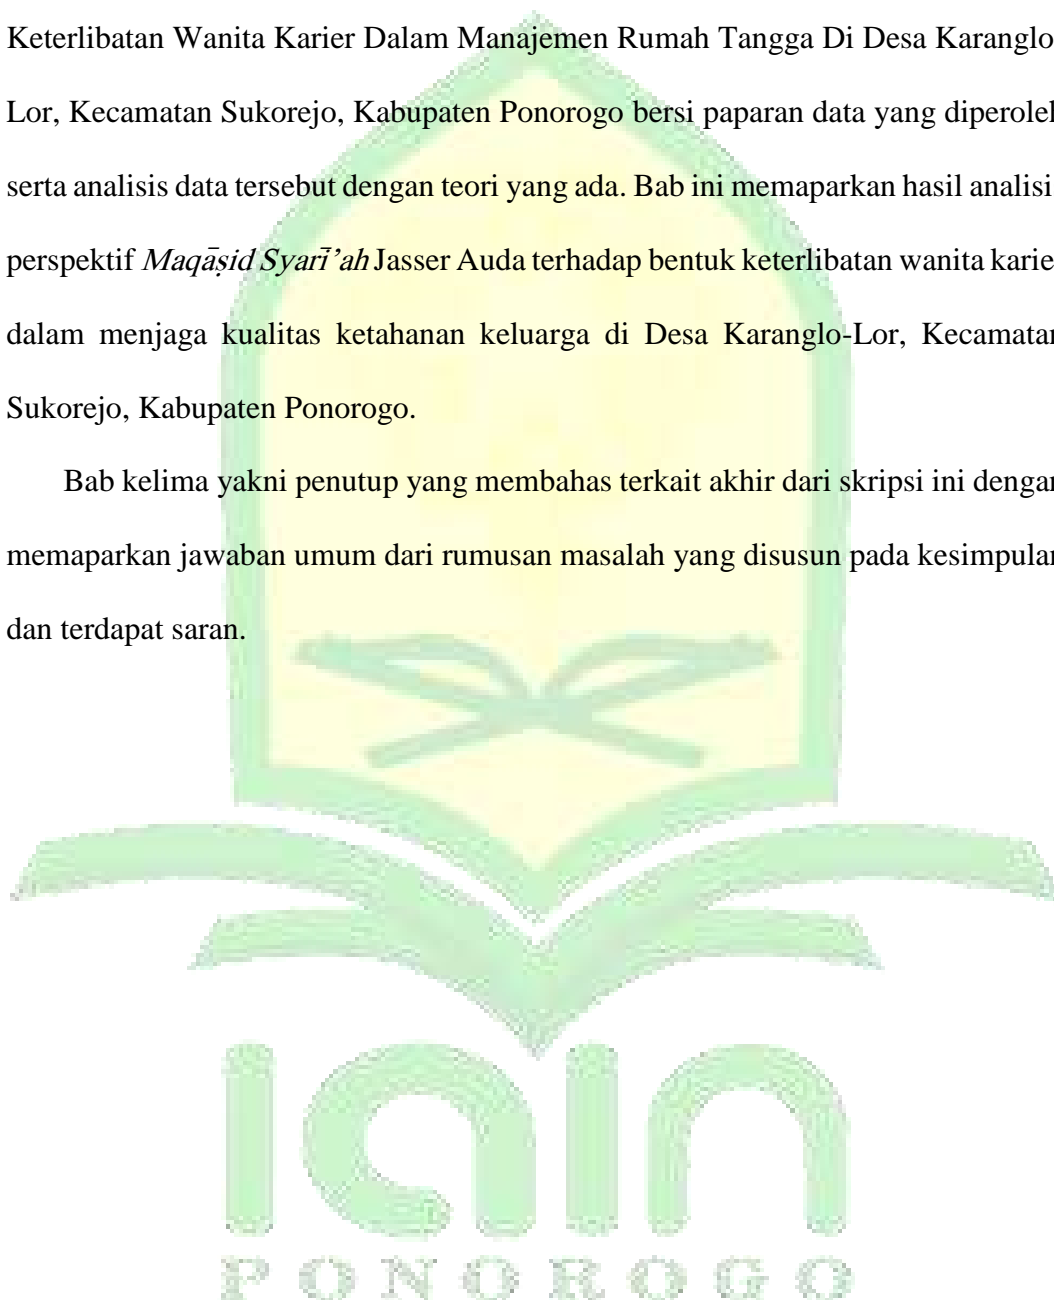 Keterlibatan Wanita Karier Dalam Manajemen Rumah Tangga Di Desa Karanglo
Lor, Kecamatan Sukorejo, Kabupaten Ponorogo bersi paparan data yang diperoleh
serta analisis data tersebut dengan teori yang ada. Bab ini memaparkan hasil analisi
perspektif Maqāṣid Syarī’ah Jasser Auda terhadap bentuk keterlibatan wanita karie
dalam menjaga kualitas ketahanan keluarga di Desa Karanglo-Lor, Kecamatan
Sukorejo, Kabupaten Ponorogo.
Bab kelima yakni penutup yang membahas terkait akhir dari skripsi ini dengan
memaparkan jawaban umum dari rumusan masalah yang disusun pada kesimpulan
dan terdapat saran.
iain
PONOROGO